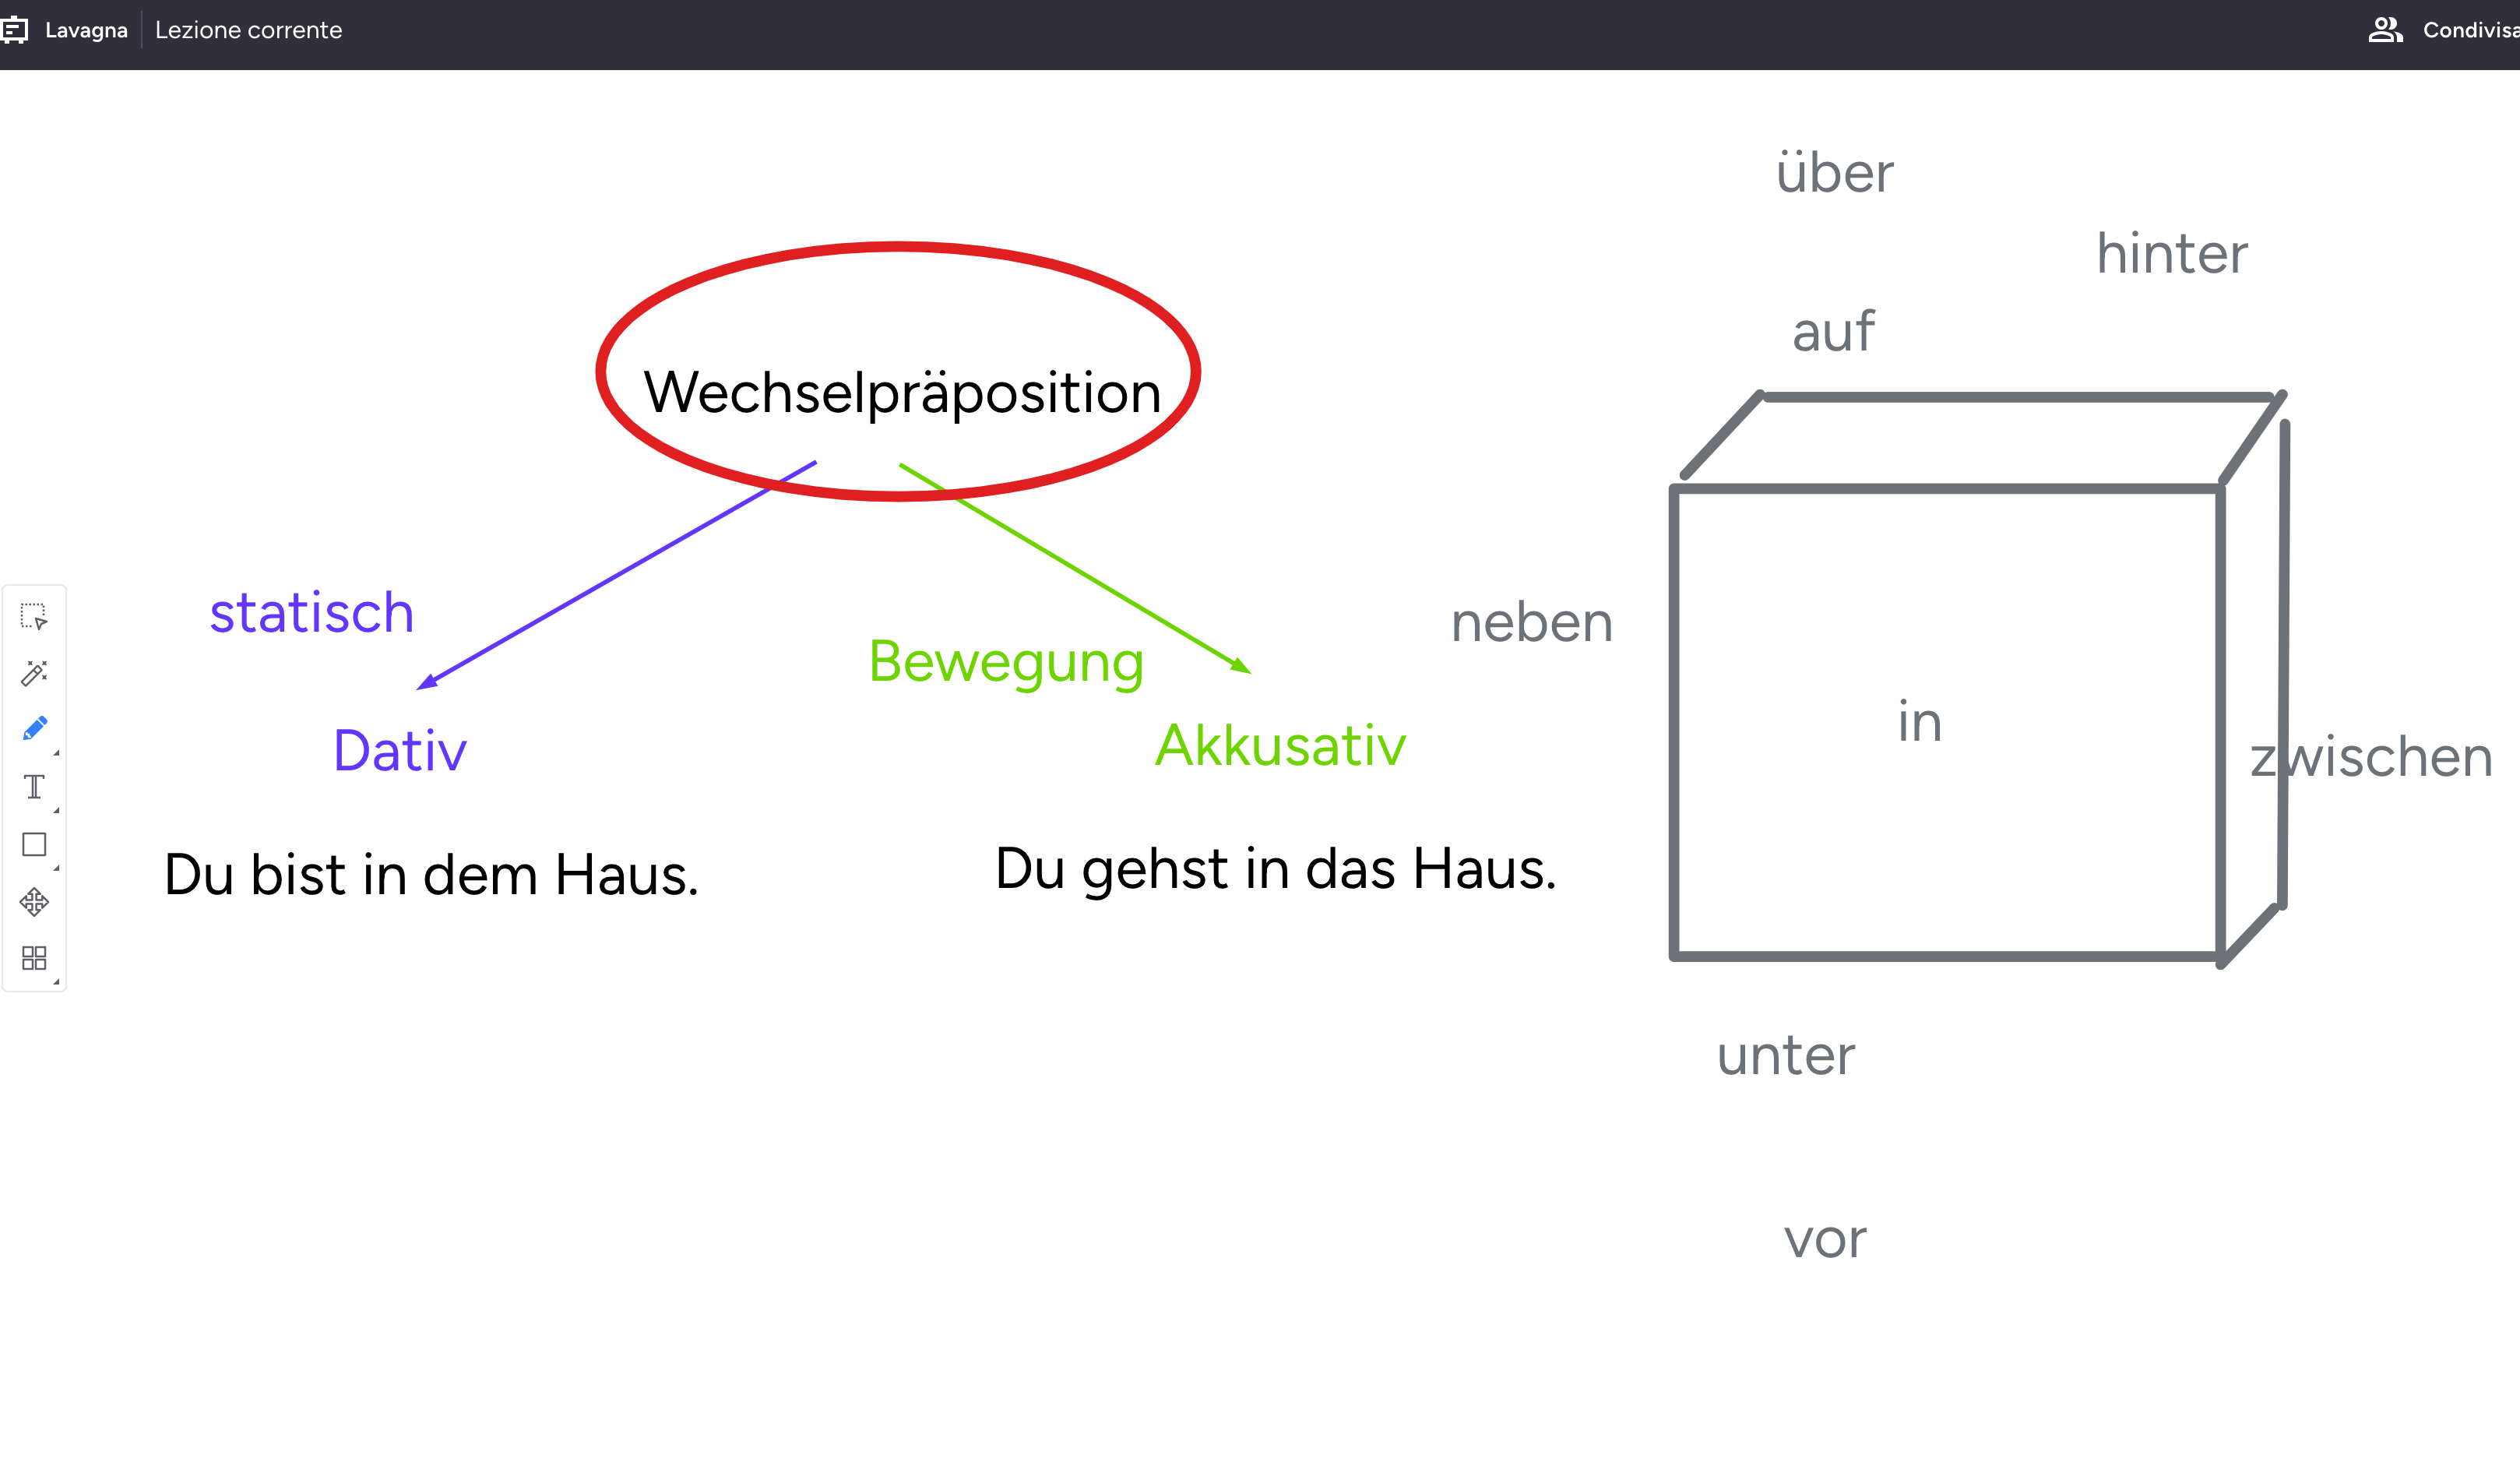 Lavagna
Lezione corrente
Condivisa
über
hinter
auf
Wechselpräposition
statisch
neben
Bewegung
in
Dativ
Akkusativ
zwischen
Du bist in dem Haus.
Du gehst in das Haus.
unter
vor